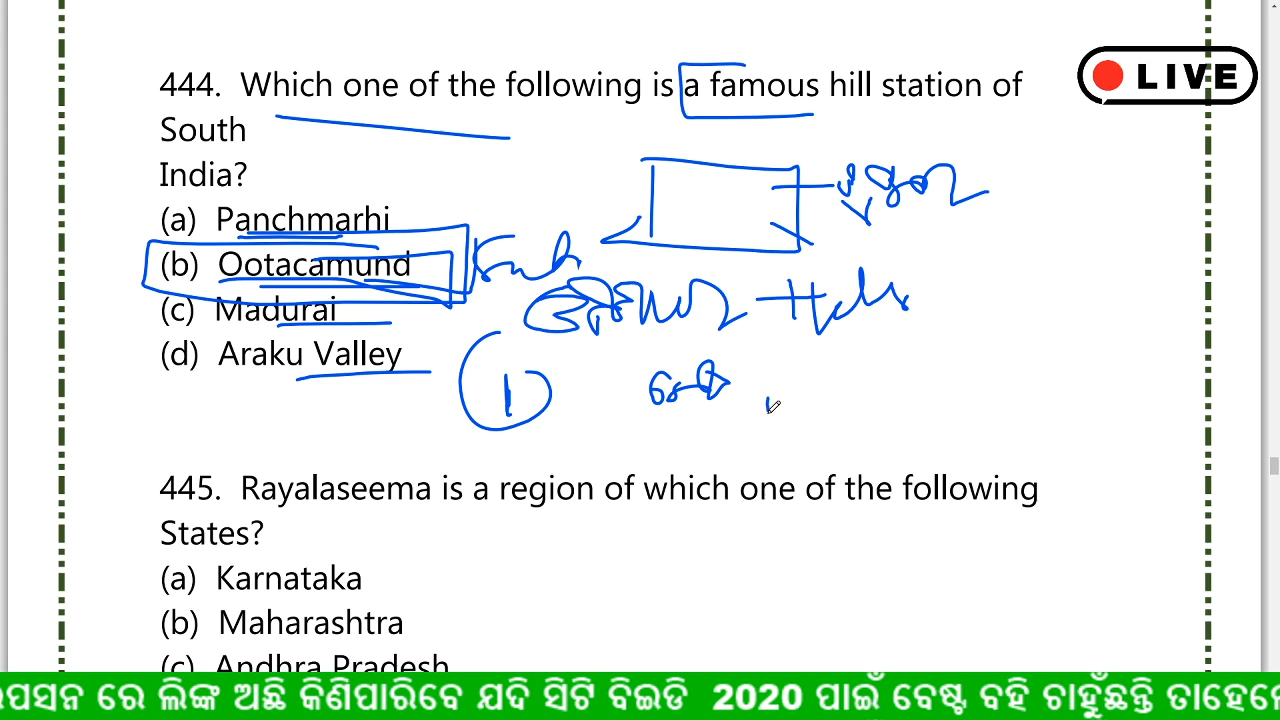 LIVE
444. Which one of the following is a famous hill station of
South
India?
(a) Panchmarhi
(b) Ootacamund
(c) Madurai
(d) Araku Valley
1
445. Rayalaseema is a region of which one of the following
States?
(a) Karnataka
(b) Maharashtra
(c) Andhra Pradesh
ପସନ ରେ ଲିଙ୍କ ଅଛି କିଣିପାରିବେ ଯଦି ସିଟି ବିଇଡି 2020 ପାଇଁ ବେଷ୍ଟ ବହି ଚାହୁଁଛନ୍ତି ତାହେଲେ